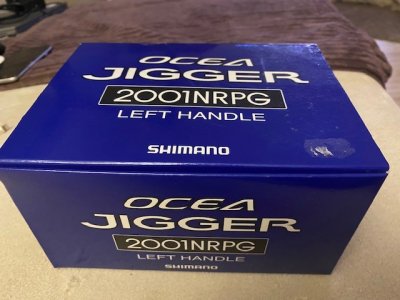 OCEA
JIGGER
2001NRPG
LEFT HANDLE
SHIMANO
OCEA
JIGGER
2001NRPG
LEFT HANDLE
SHIMANO